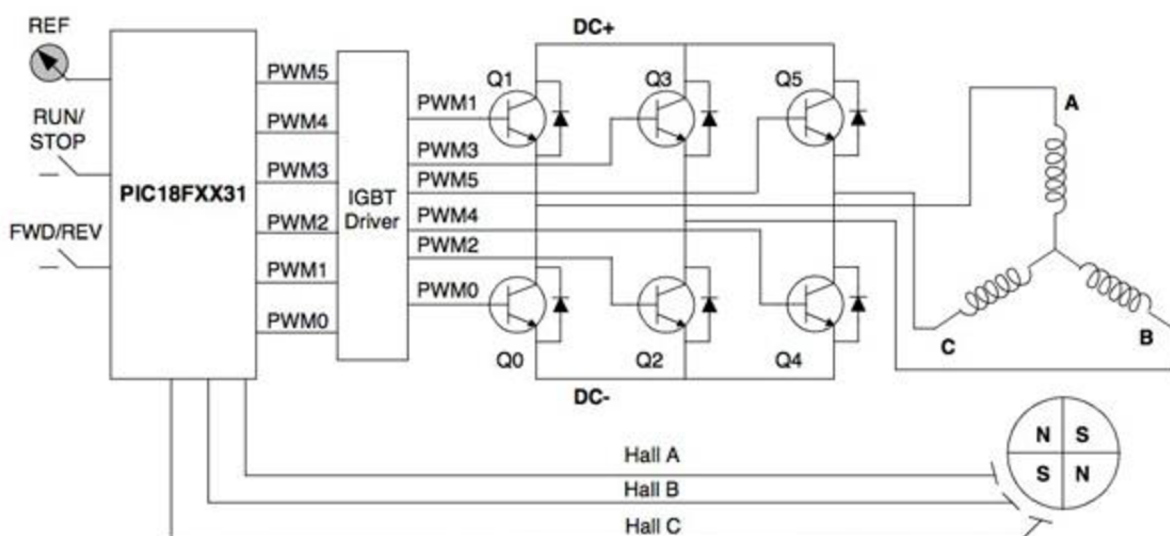 REF
RUN/
STOP
FWD/REV
PIC18FXX31
PWM5
PWM4
PWM3
PWM2
PWM1
PWM0
IGBT
Driver
PWM1
PWM3
PWM5
PWM4
PWM2
PWM0
DC+
Q1
Q3
Q5
Q0
Q2
Q4
DC-
A
C
B
Hall A
Hall B
Hall C
N S
S N